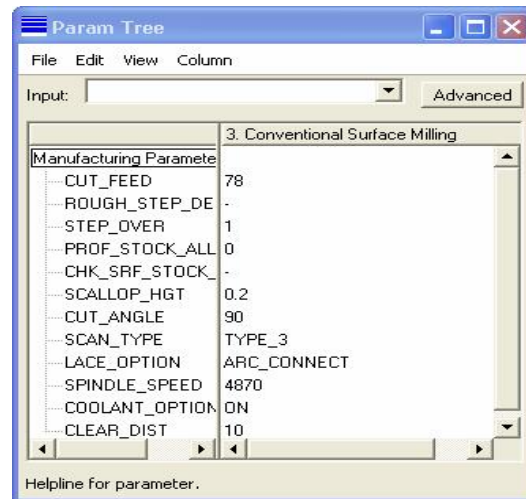 Param Tree
File Edit View Column
Input: Advanced
3. Conventional Surface Milling
Manufacturing Paramete
CUT_FEED 78
ROUGH_STEP_DE -
STEP_OVER 1
PROF_STOCK_ALL 0
CHK_SRF_STOCK_ -
SCALLOP_HGT 0.2
CUT_ANGLE 90
SCAN_TYPE TYPE_3
LACE_OPTION ARC_CONNECT
SPINDLE_SPEED 4870
COOLANT_OPTION ON
CLEAR_DIST 10
Helpline for parameter.